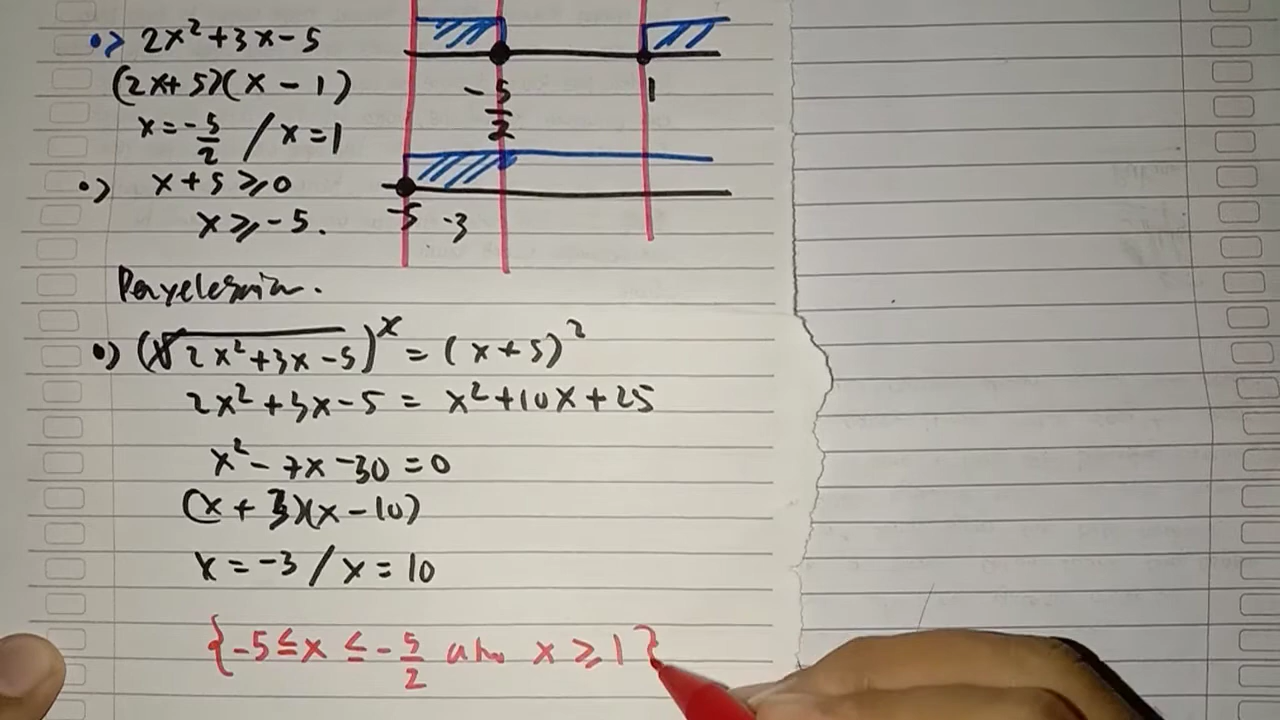 •> 2x² + 3x - 5
(2x + 5)(x - 1)
x = -5/2 / x = 1
-5/2 1
•) x + 5 ≥ 0
x ≥ -5.
-5 -3
Penyelesaian.
•) (√2x² + 3x - 5)² = (x + 5)²
2x² + 3x - 5 = x² + 10x + 25
x² - 7x - 30 = 0
(x + 3)(x - 10)
x = -3 / x = 10
{-5 ≤ x ≤ -5/2 atau x ≥ 1}